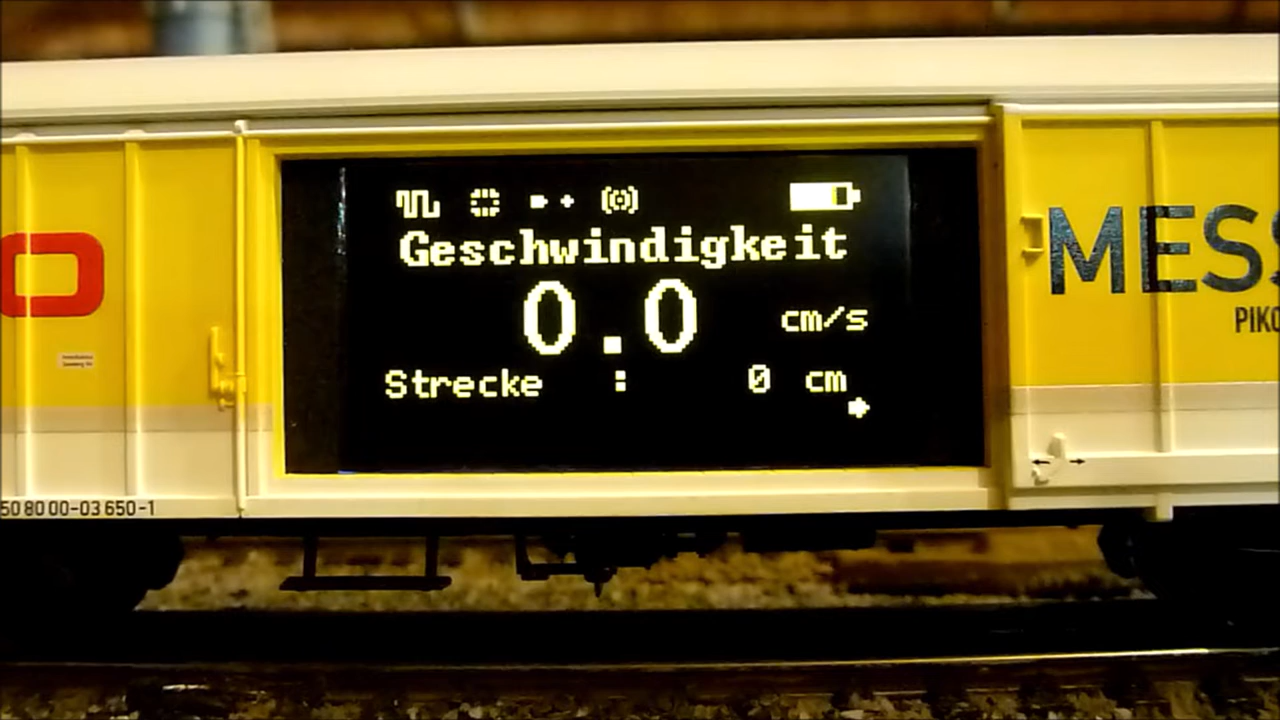 Geschwindigkeit
0.0 cm/s
Strecke : 0 cm
MESS
PIKO
50 80 00-03 650-1